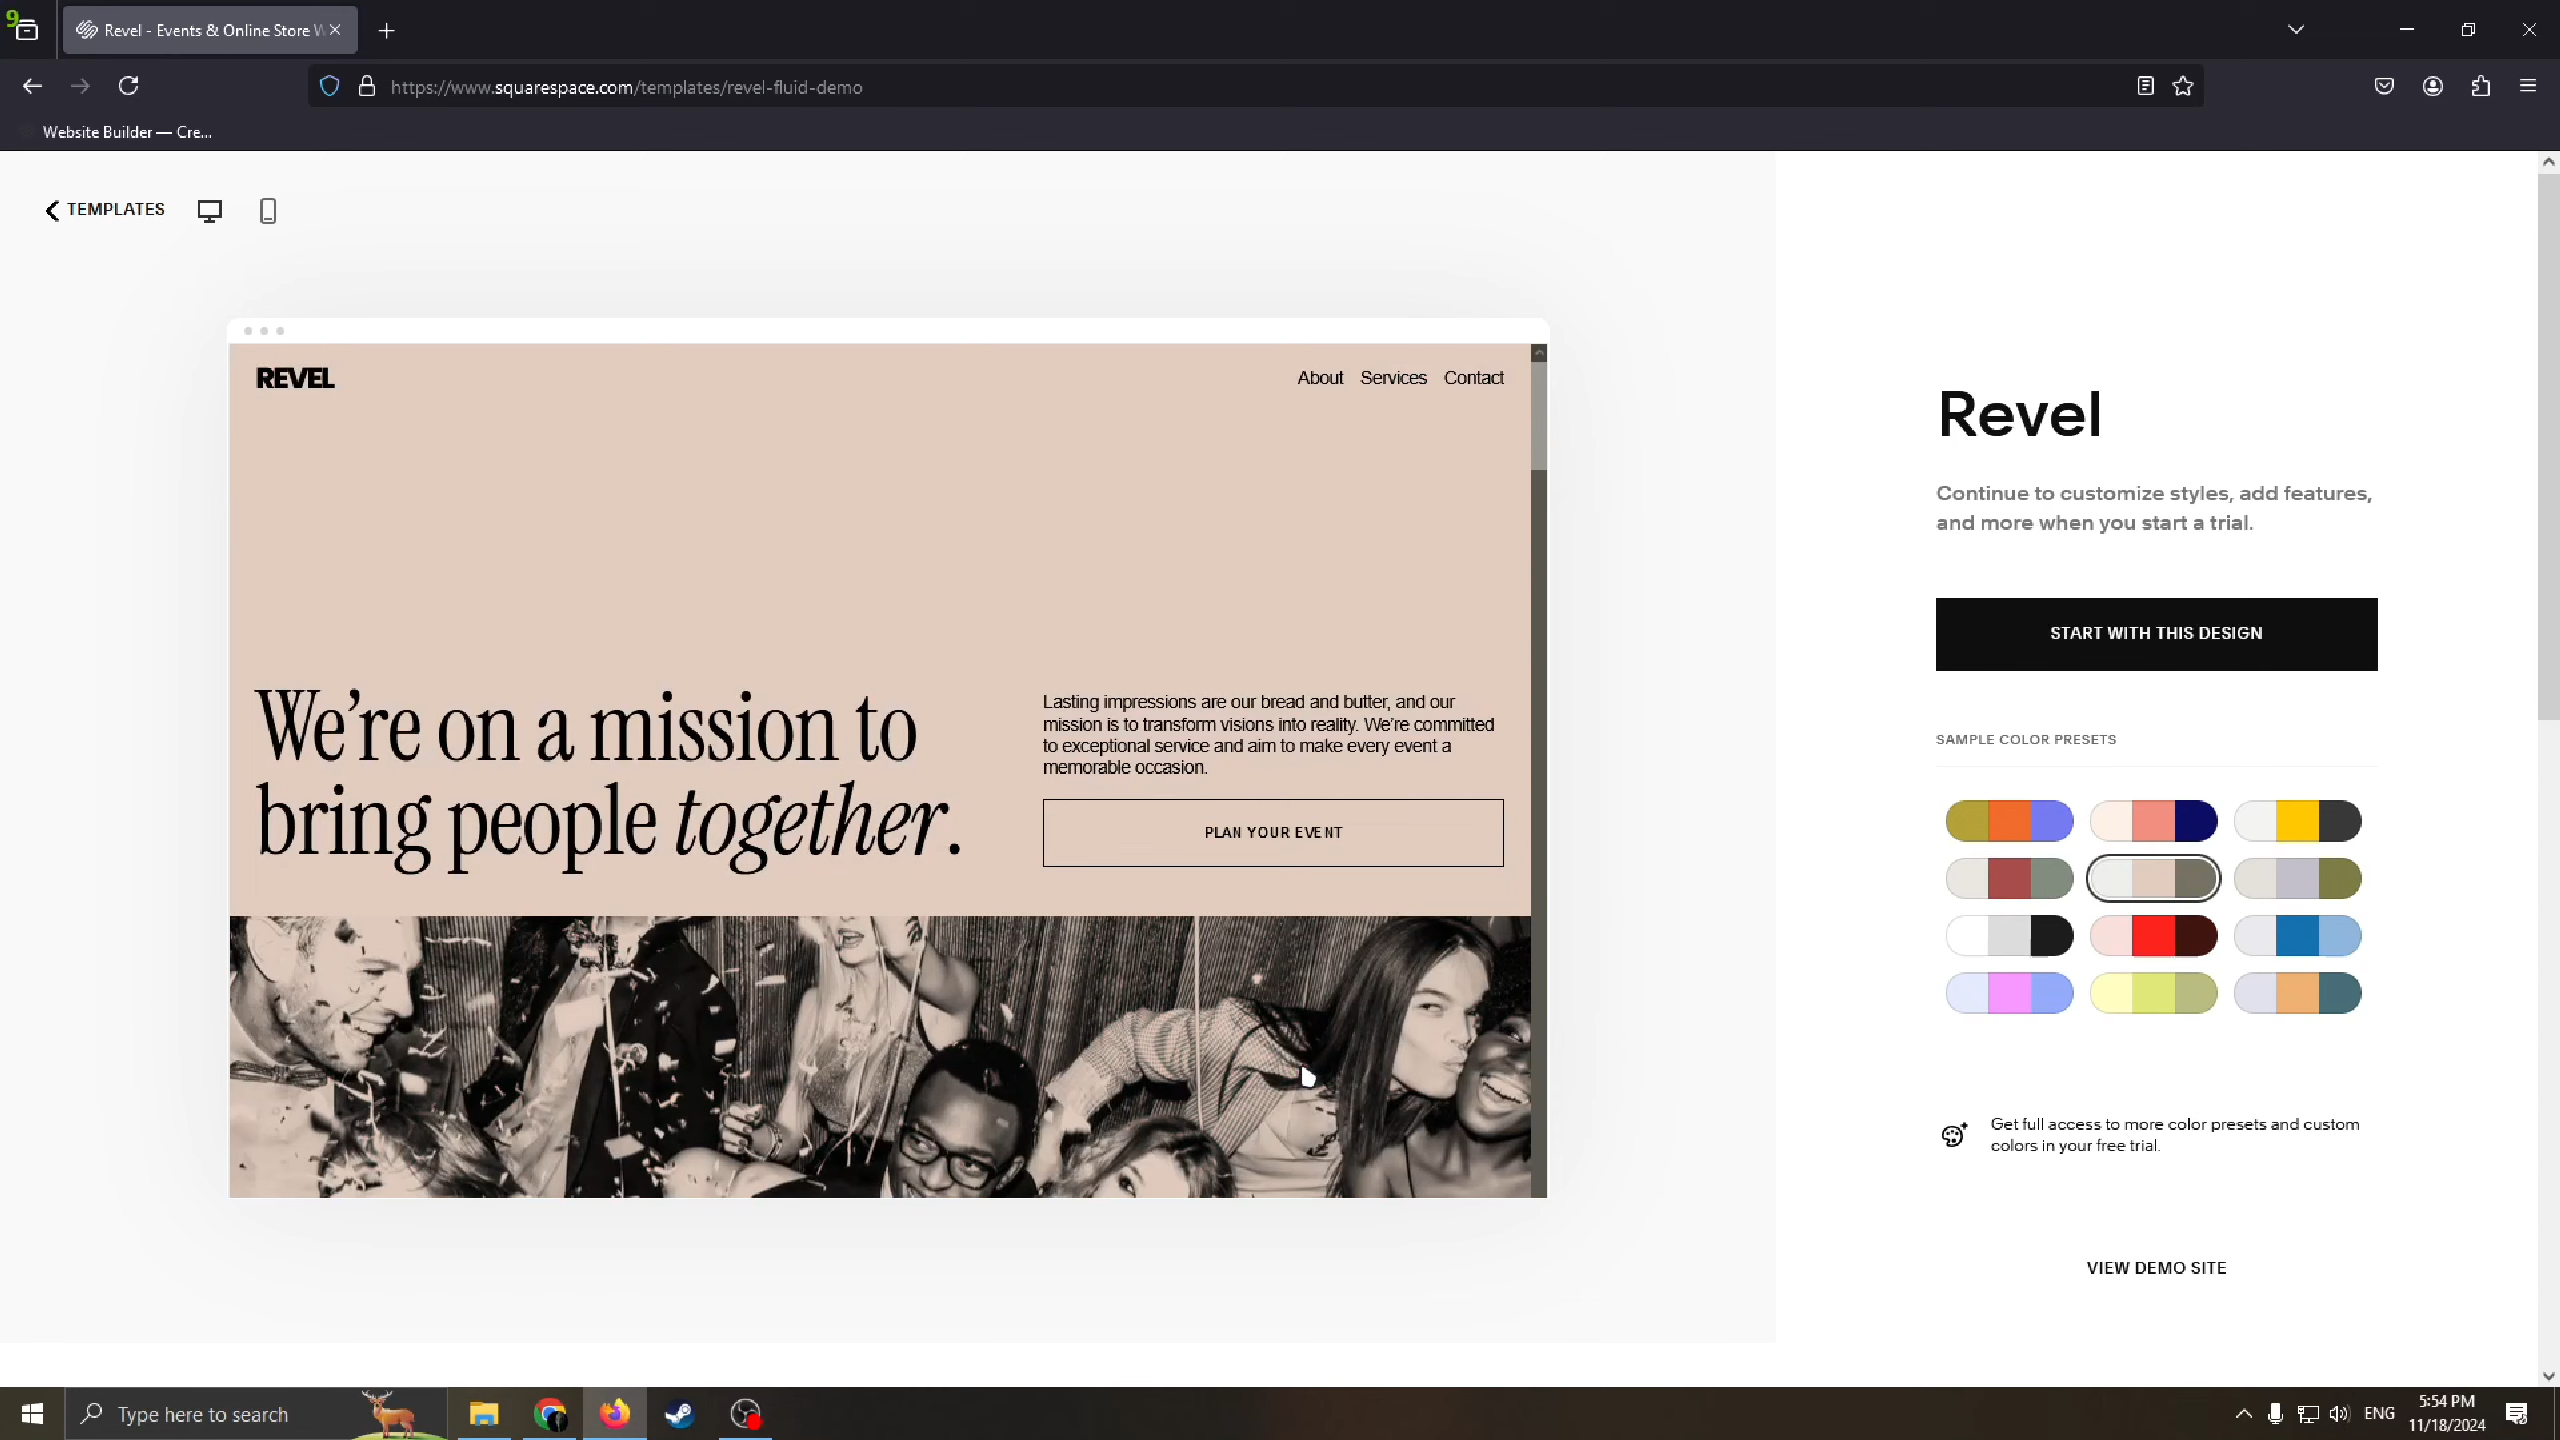 9
Revel - Events & Online Store W
https://www.squarespace.com/templates/revel-fluid-demo
Website Builder — Cre...
TEMPLATES
REVEL
About Services Contact
We're on a mission to
bring people together.
Lasting impressions are our bread and butter, and our
mission is to transform visions into reality. We're committed
to exceptional service and aim to make every event a
memorable occasion.
PLAN YOUR EVENT
Revel
Continue to customize styles, add features,
and more when you start a trial.
START WITH THIS DESIGN
SAMPLE COLOR PRESETS
Get full access to more color presets and custom
colors in your free trial.
VIEW DEMO SITE
Type here to search
ENG
5:54 PM
11/18/2024